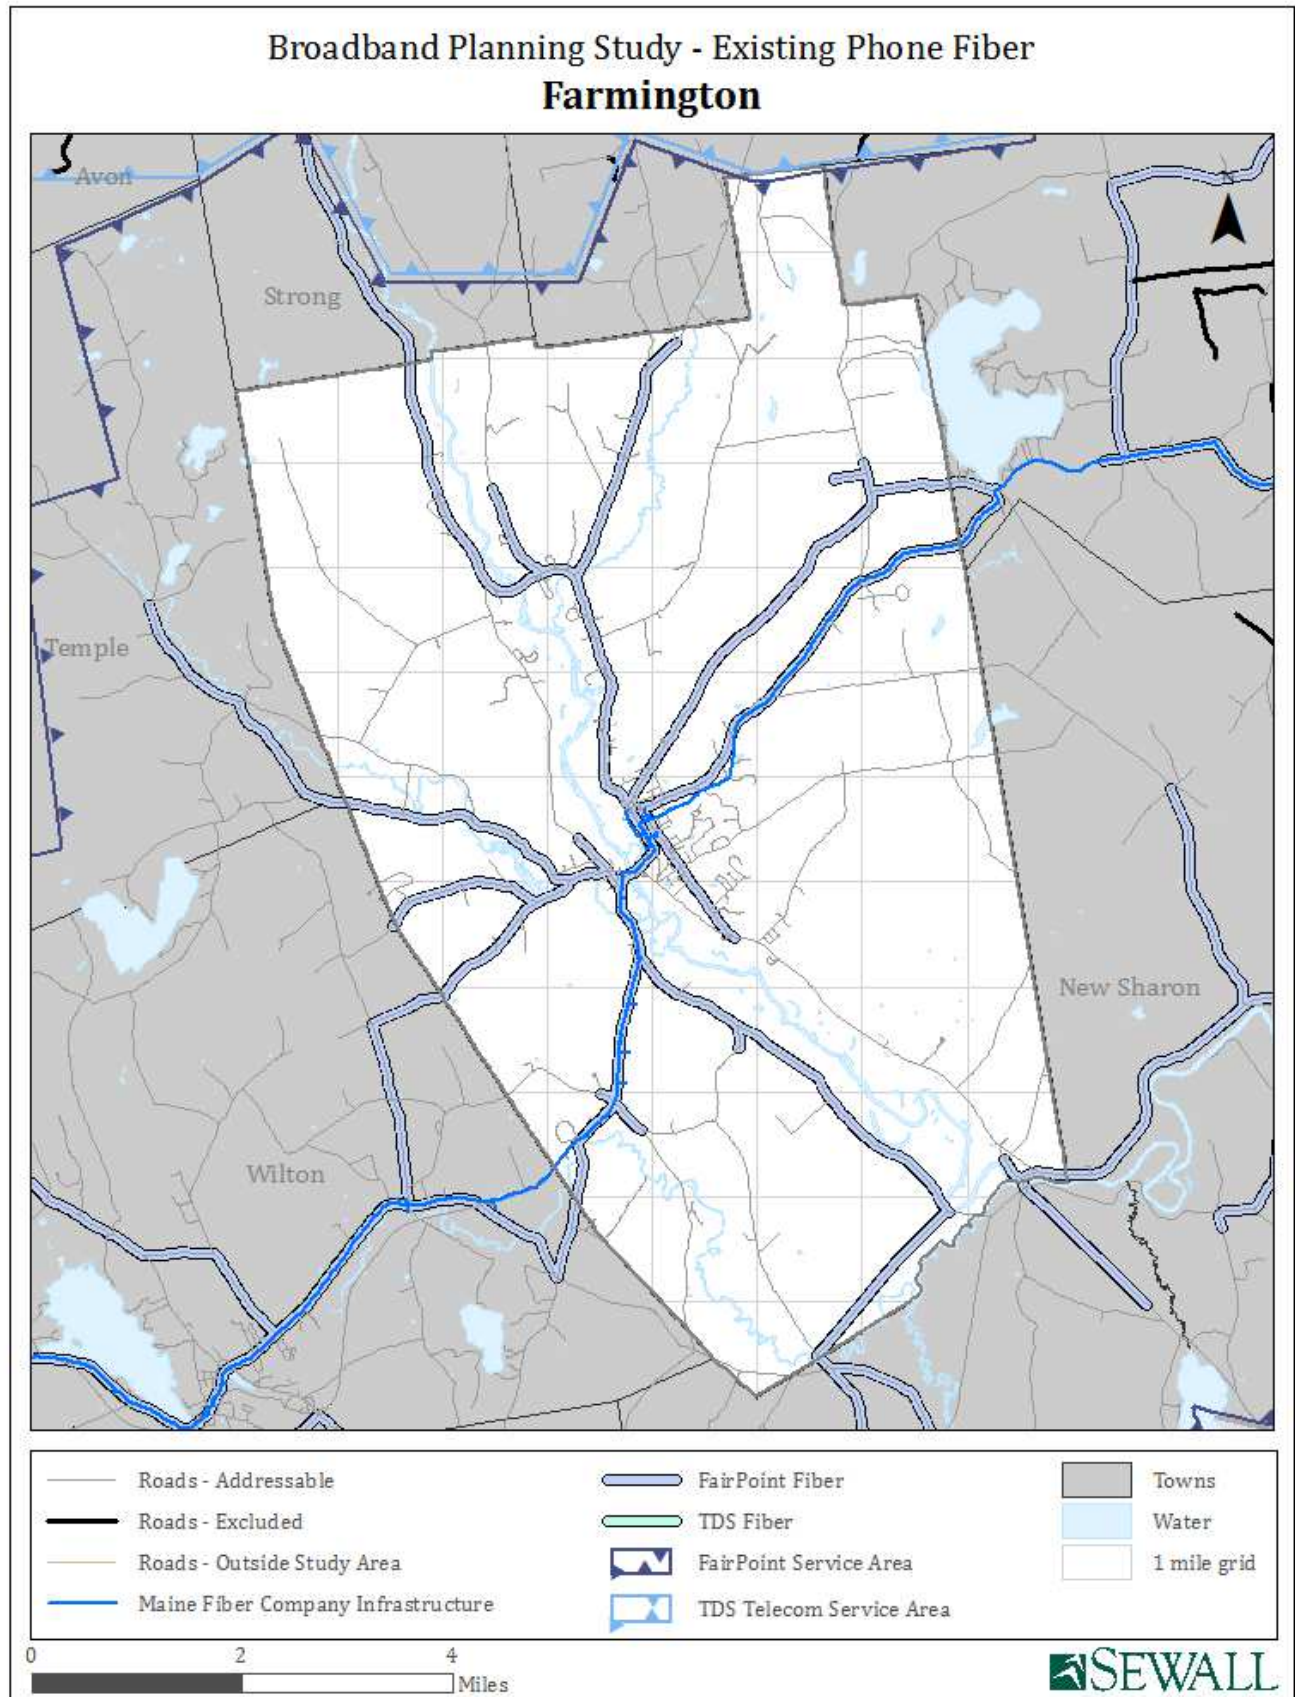 Broadband Planning Study - Existing Phone Fiber
Farmington
Avon
N
Strong
Temple
New Sharon
Wilton
Roads - Addressable
Roads - Excluded
Roads - Outside Study Area
Maine Fiber Company Infrastructure
FairPoint Fiber
TDS Fiber
FairPoint Service Area
TDS Telecom Service Area
Towns
Water
1 mile grid
0 2 4
Miles
SEWALL